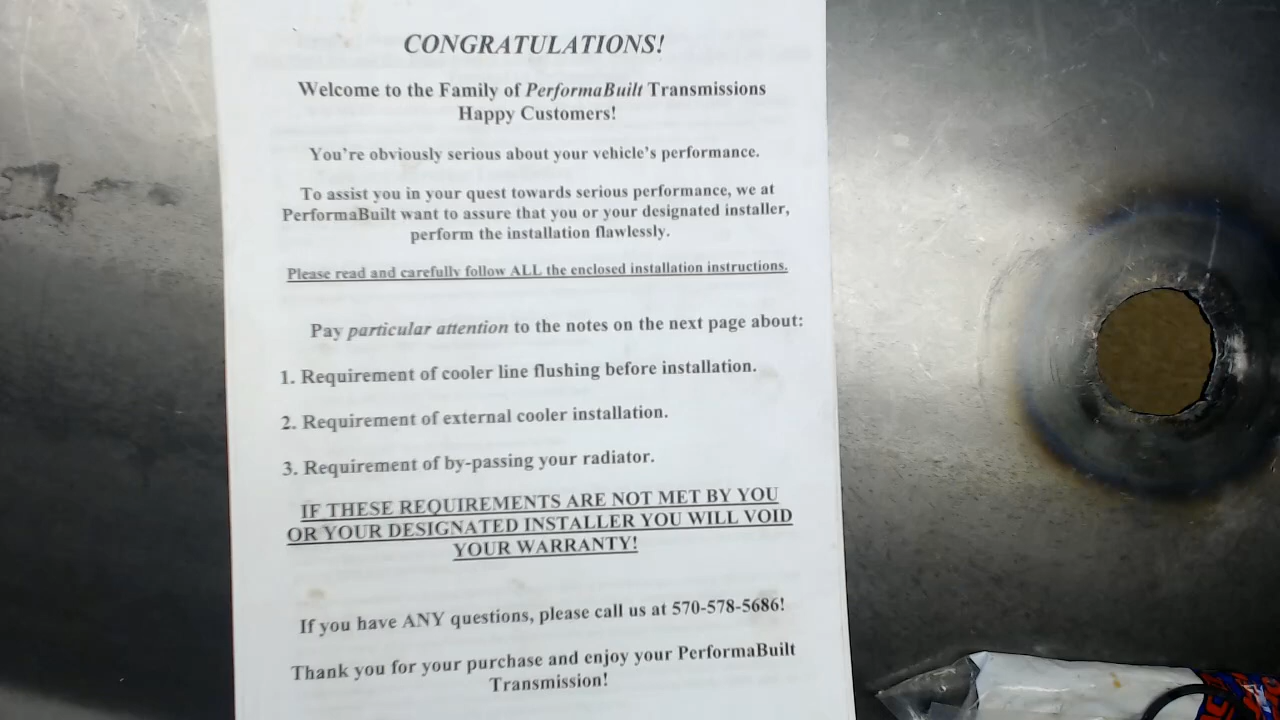 CONGRATULATIONS!
Welcome to the Family of PerformaBuilt Transmissions
Happy Customers!
You're obviously serious about your vehicle's performance.
To assist you in your quest towards serious performance, we at
PerformaBuilt want to assure that you or your designated installer,
perform the installation flawlessly.
Please read and carefully follow ALL the enclosed installation instructions.
Pay particular attention to the notes on the next page about:
1. Requirement of cooler line flushing before installation.
2. Requirement of external cooler installation.
3. Requirement of by-passing your radiator.
IF THESE REQUIREMENTS ARE NOT MET BY YOU
OR YOUR DESIGNATED INSTALLER YOU WILL VOID
YOUR WARRANTY!
If you have ANY questions, please call us at 570-578-5686!
Thank you for your purchase and enjoy your PerformaBuilt
Transmission!